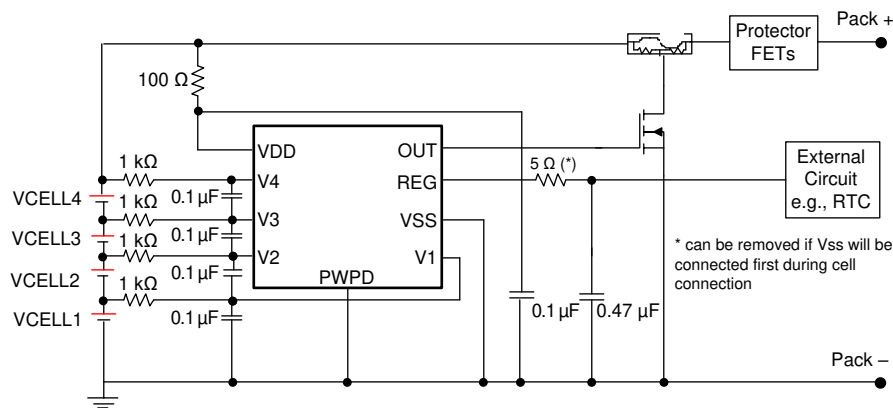 Pack +
Protector
FETs
100 Ω
VDD
OUT
1 kΩ
5 Ω (*)
External
Circuit
e.g., RTC
V4
REG
VCELL4
0.1 µF
1 kΩ
V3
VSS
VCELL3
0.1 µF
1 kΩ
V2
V1
* can be removed if Vss will be
connected first during cell
connection
VCELL2
0.1 µF
PWPD
1 kΩ
VCELL1
0.1 µF
0.1 µF
0.47 µF
Pack –